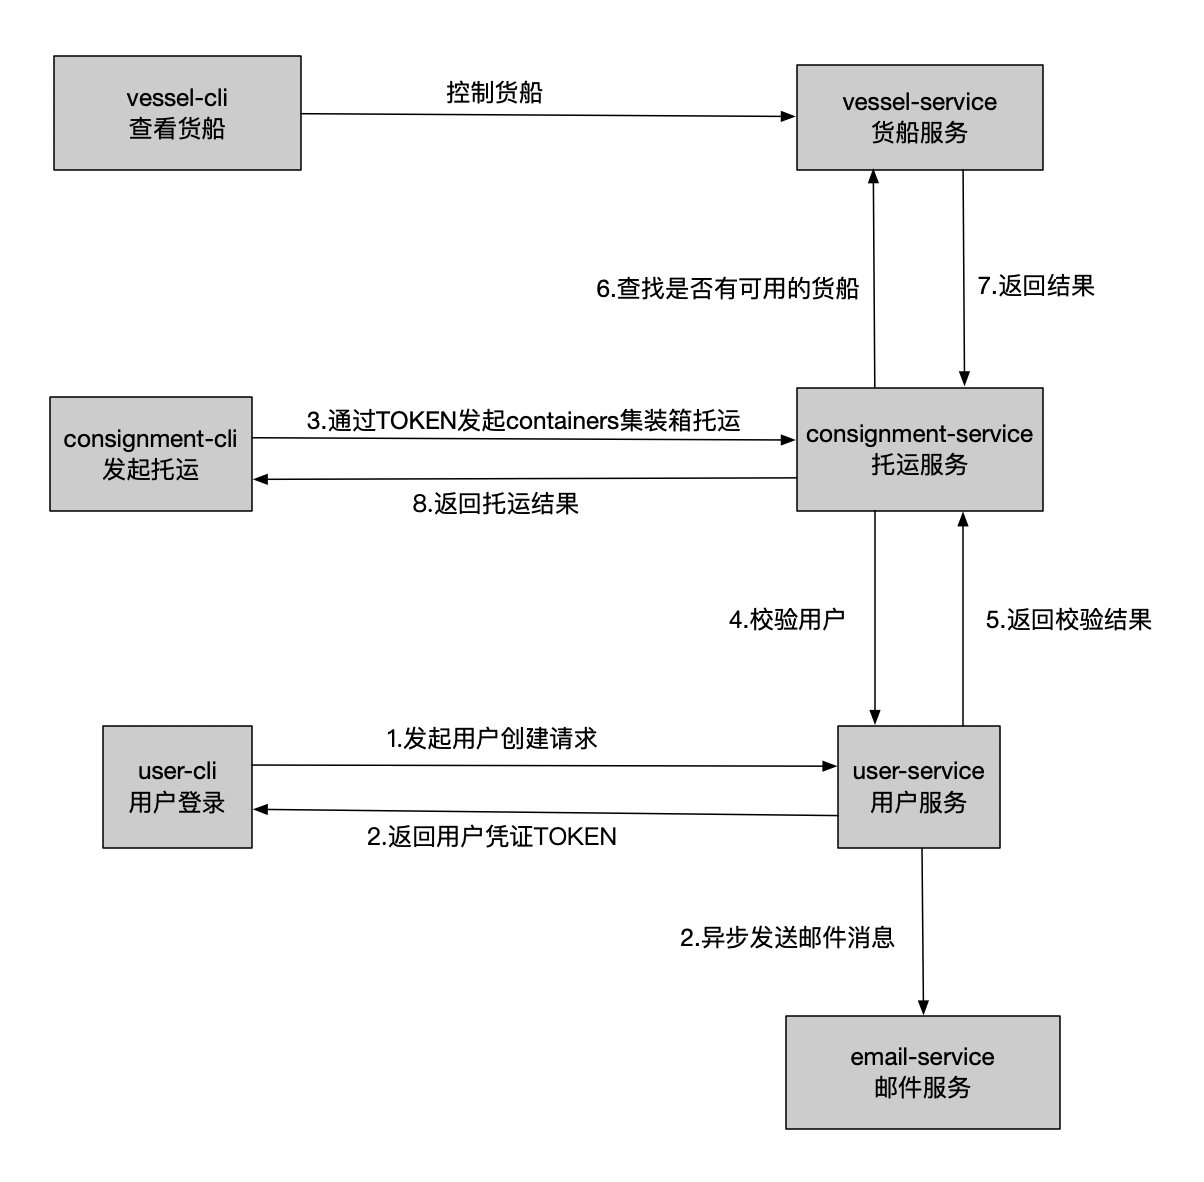 vessel-cli
查看货船
控制货船
vessel-service
货船服务
6.查找是否有可用的货船
7.返回结果
consignment-cli
发起托运
3.通过TOKEN发起containers集装箱托运
8.返回托运结果
consignment-service
托运服务
4.校验用户
5.返回校验结果
user-cli
用户登录
1.发起用户创建请求
2.返回用户凭证TOKEN
user-service
用户服务
2.异步发送邮件消息
email-service
邮件服务